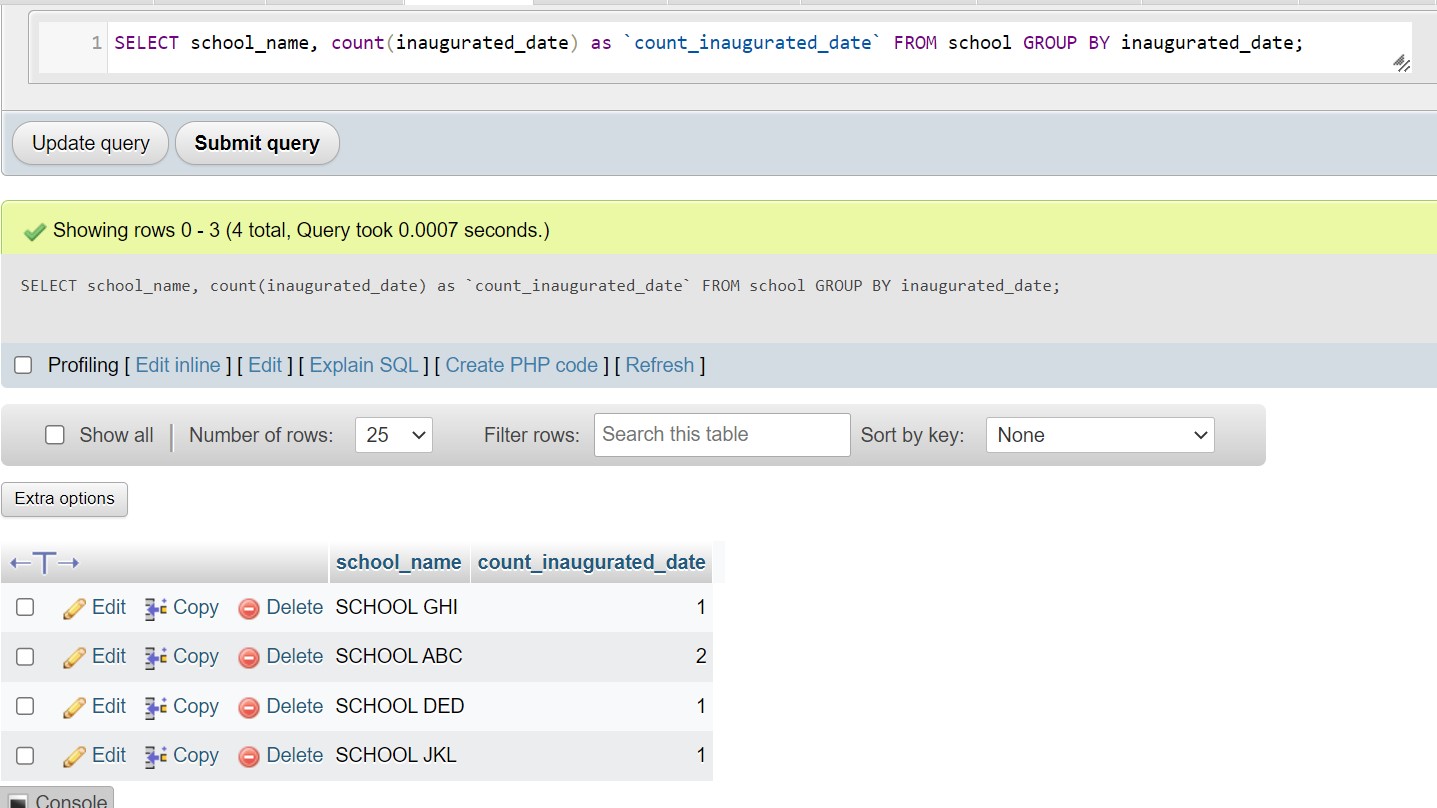 1 SELECT school_name, count(inaugurated_date) as `count_inaugurated_date` FROM school GROUP BY inaugurated_date;
Update query Submit query
Showing rows 0 - 3 (4 total, Query took 0.0007 seconds.)
SELECT school_name, count(inaugurated_date) as `count_inaugurated_date` FROM school GROUP BY inaugurated_date;
Profiling [ Edit inline ] [ Edit ] [ Explain SQL ] [ Create PHP code ] [ Refresh ]
Show all Number of rows: 25 Filter rows: Search this table Sort by key: None
Extra options
school_name count_inaugurated_date
Edit Copy Delete SCHOOL GHI 1
Edit Copy Delete SCHOOL ABC 2
Edit Copy Delete SCHOOL DED 1
Edit Copy Delete SCHOOL JKL 1
Console